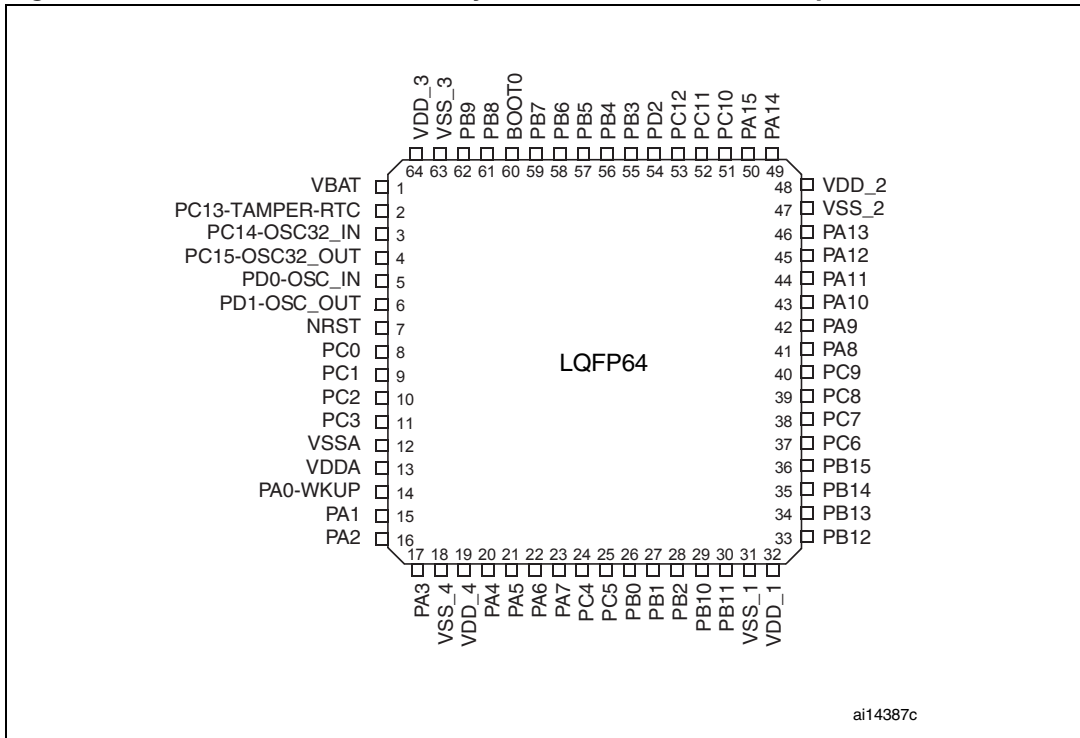 VDD_3
VSS_3
PB9
PB8
BOOT0
PB7
PB6
PB5
PB4
PB3
PD2
PC12
PC11
PC10
PA15
PA14
64 63 62 61 60 59 58 57 56 55 54 53 52 51 50 49
VBAT 1 48 VDD_2
PC13-TAMPER-RTC 2 47 VSS_2
PC14-OSC32_IN 3 46 PA13
PC15-OSC32_OUT 4 45 PA12
PD0-OSC_IN 5 44 PA11
PD1-OSC_OUT 6 43 PA10
NRST 7 42 PA9
PC0 8 41 PA8
LQFP64
PC1 9 40 PC9
PC2 10 39 PC8
PC3 11 38 PC7
VSSA 12 37 PC6
VDDA 13 36 PB15
PA0-WKUP 14 35 PB14
PA1 15 34 PB13
PA2 16 33 PB12
17 18 19 20 21 22 23 24 25 26 27 28 29 30 31 32
PA3
VSS_4
VDD_4
PA4
PA5
PA6
PA7
PC4
PC5
PB0
PB1
PB2
PB10
PB11
VSS_1
VDD_1
ai14387c